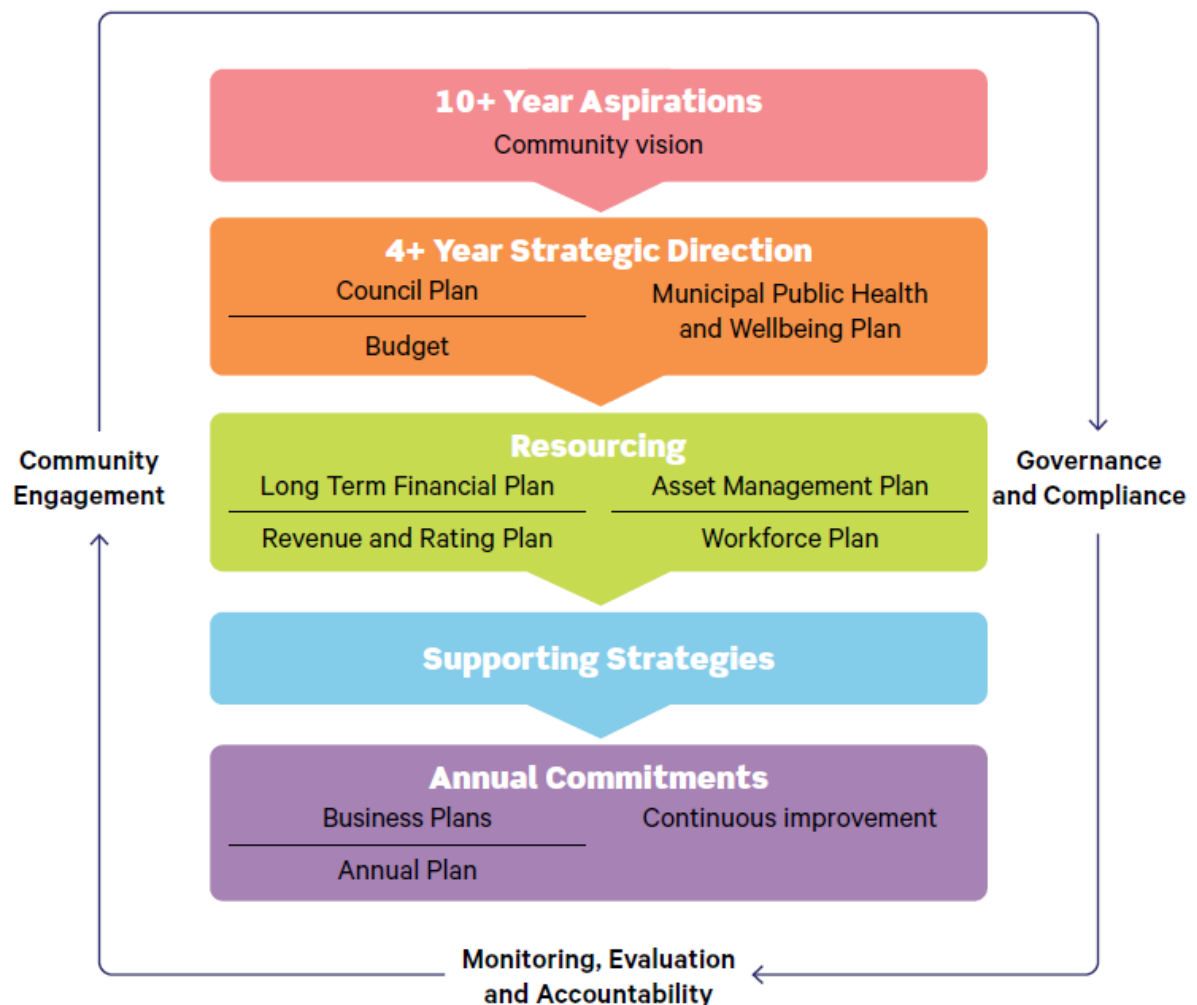 10+ Year Aspirations
Community vision
4+ Year Strategic Direction
Council Plan
Budget
Municipal Public Health
and Wellbeing Plan
Resourcing
Long Term Financial Plan
Revenue and Rating Plan
Asset Management Plan
Workforce Plan
Community
Engagement
Governance
and Compliance
Supporting Strategies
Annual Commitments
Business Plans
Annual Plan
Continuous improvement
Monitoring, Evaluation
and Accountability